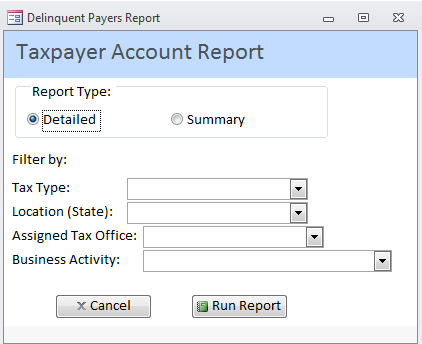 Delinquent Payers Report
Taxpayer Account Report
Report Type:
Detailed Summary
Filter by:
Tax Type:
Location (State):
Assigned Tax Office:
Business Activity:
Cancel Run Report